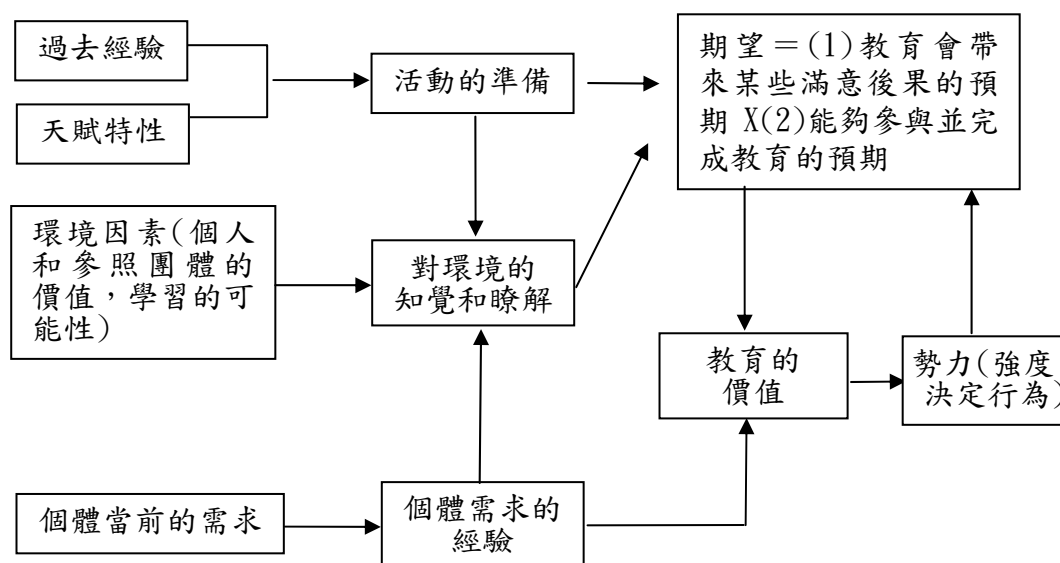 過去經驗
天賦特性
活動的準備
期望＝(1)教育會帶
來某些滿意後果的預
期 X(2)能夠參與並完
成教育的預期
環境因素(個人
和參照團體的
價值，學習的可
能性)
對環境的
知覺和瞭解
教育的
價值
勢力(強度
決定行為)
個體當前的需求
個體需求的
經驗